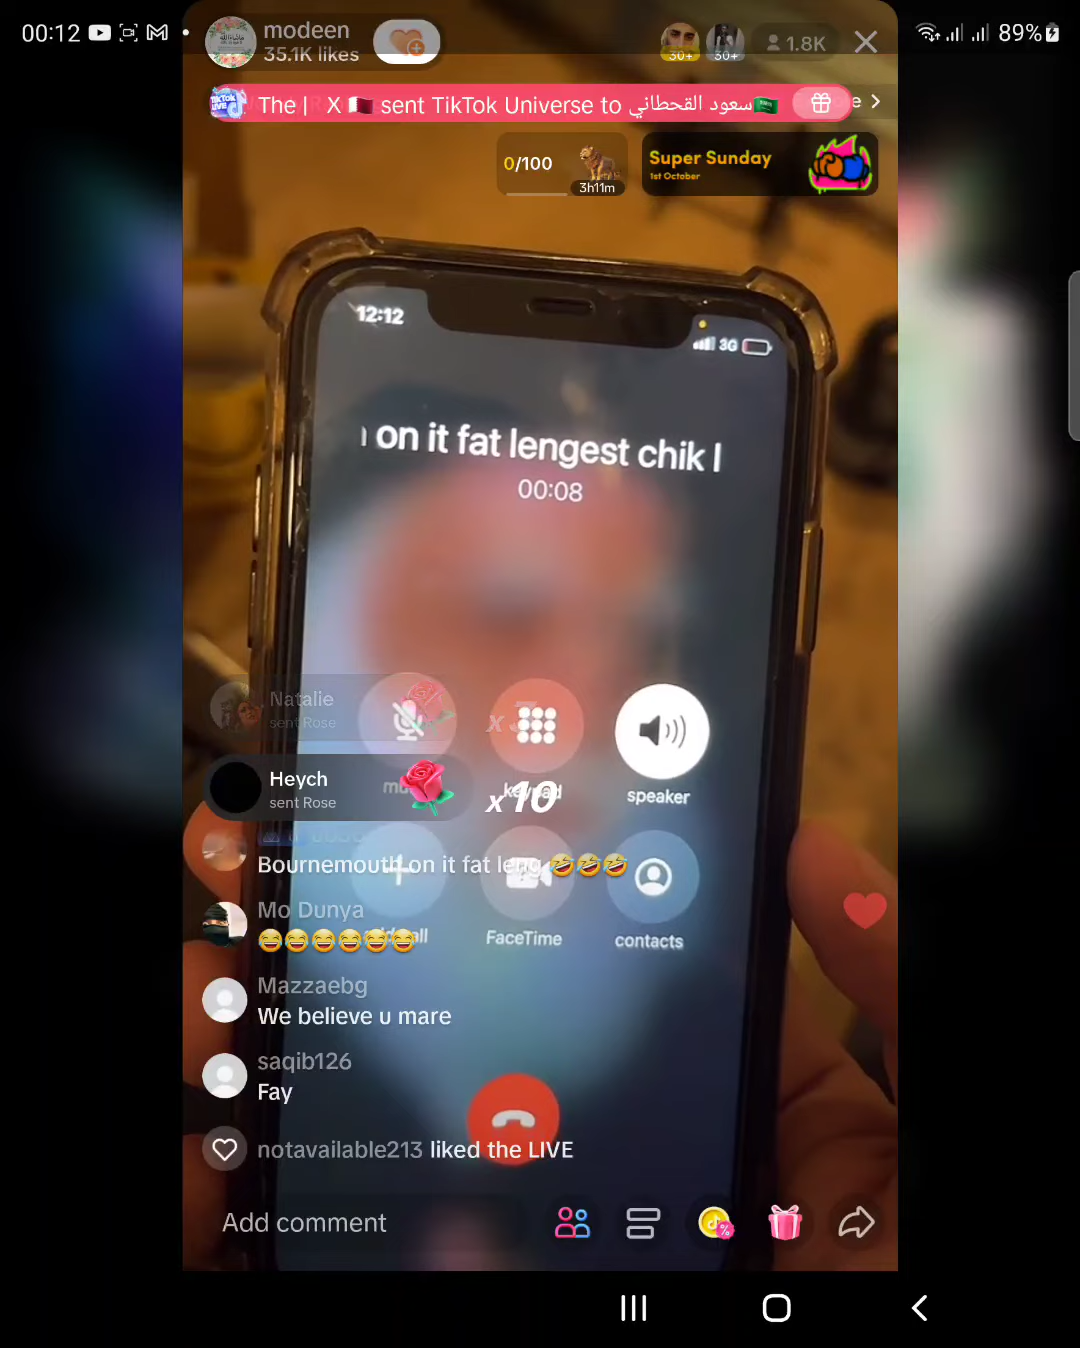 00:12
89%
modeen
35.1K likes
30+
30+
1.8K
The | X 🇶🇦 sent TikTok Universe to سعود القحطاني🇸🇦
e >
0/100
3h11m
Super Sunday
1st October
12:12
3G
on it fat lengest chik l
00:08
Natalie
sent Rose
x
Heych
sent Rose
x10
keypad
speaker
Bournemouth on it fat leng 🤣🤣🤣
Mo Dunya
😂😂😂😂😂😂
FaceTime
contacts
Mazzaebg
We believe u mare
saqib126
Fay
notavailable213 liked the LIVE
Add comment